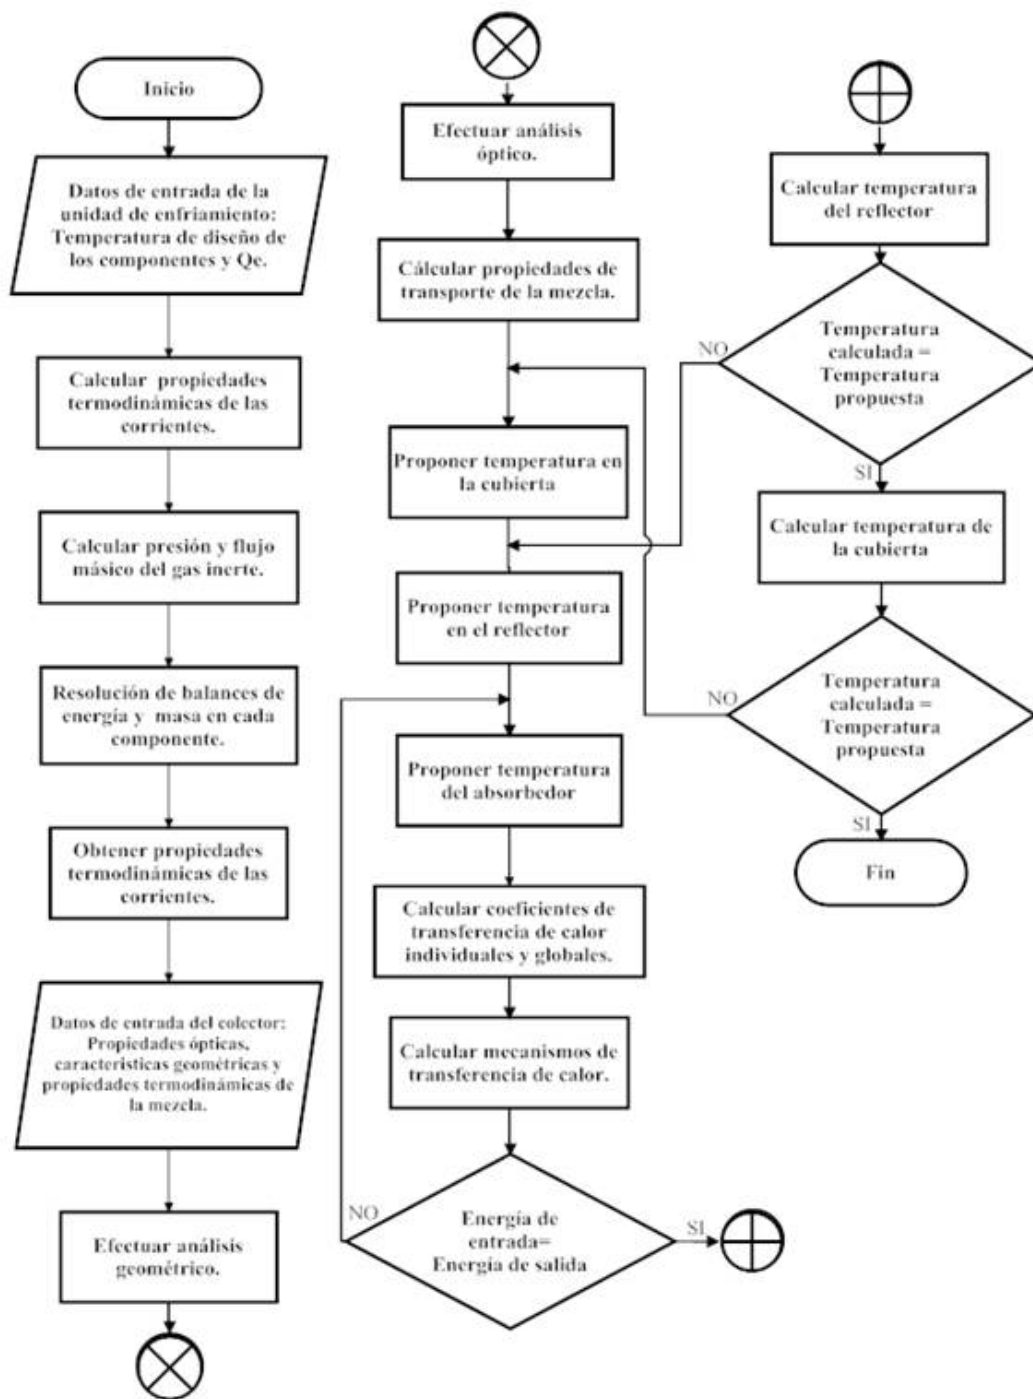 Inicio
Datos de entrada de la
unidad de enfriamiento:
Temperatura de diseño de
los componentes y Qe.
Calcular propiedades
termodinámicas de las
corrientes.
Calcular presión y flujo
másico del gas inerte.
Resolución de balances de
energía y masa en cada
componente.
Obtener propiedades
termodinámicas de las
corrientes.
Datos de entrada del colector:
Propiedades ópticas,
caracteristicas geométricas y
propiedades termodinámicas de
la mezcla.
Efectuar análisis
geométrico.
Efectuar análisis
óptico.
Cálcular propiedades de
transporte de la mezcla.
Proponer temperatura en
la cubierta
Proponer temperatura
en el reflector
Proponer temperatura
del absorbedor
Calcular coeficientes de
transferencia de calor
individuales y globales.
Calcular mecanismos de
transferencia de calor.
NO
Energía de
entrada=
Energía de salida
SI
Calcular temperatura
del reflector
NO
Temperatura
calculada =
Temperatura
propuesta
SI
Calcular temperatura de
la cubierta
NO
Temperatura
calculada =
Temperatura
propuesta
SI
Fin